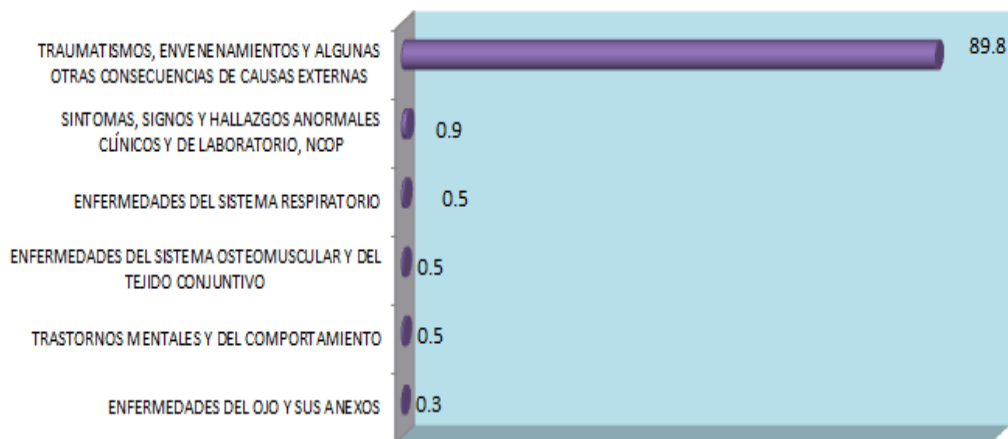 TRAUMATISMOS, ENVENENAMIENTOS Y ALGUNAS
OTRAS CONSECUENCIAS DE CAUSAS EXTERNAS
89.8
SINTOMAS, SIGNOS Y HALLAZGOS ANORMALES
CLÍNICOS Y DE LABORATORIO, NCOP
0.9
ENFERMEDADES DEL SISTEMA RESPIRATORIO
0.5
ENFERMEDADES DEL SISTEMA OSTEOMUSCULAR Y DEL
TEJIDO CONJUNTIVO
0.5
TRASTORNOS MENTALES Y DEL COMPORTAMIENTO
0.5
ENFERMEDADES DEL OJO Y SUS ANEXOS
0.3